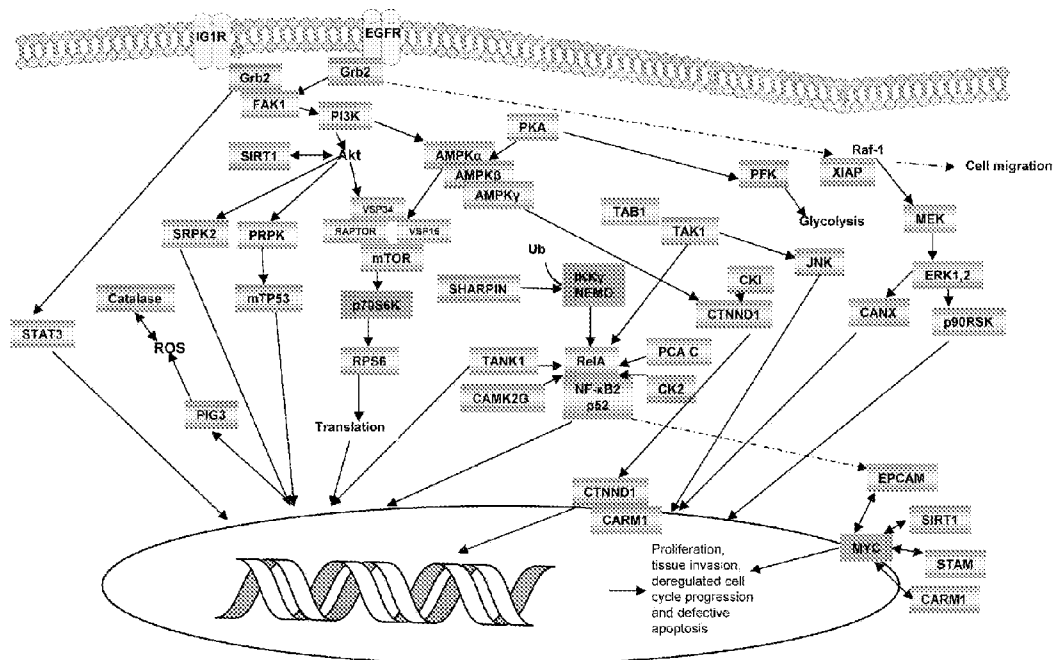 IG1R
EGFR
Grb2
Grb2
FAK1
PI3K
PKA
Raf-1
SIRT1
Akt
AMPKα
AMPKβ
AMPKγ
XIAP
Cell migration
PFK
VSP34
TAB1
Glycolysis
MEK
SRPK2
PRPK
RAPTOR
VSP15
TAK1
mTOR
Ub
JNK
ERK1,2
IKKγ
NEMO
SHARPIN
CKI
Catalase
mTP53
p70S6K
CTNND1
CANX
p90RSK
STAT3
ROS
RPS6
TANK1
RelA
PCA C
CAMK2G
NF-κB2
p52
CK2
PIG3
Translation
EPCAM
CTNND1
CARM1
SIRT1
MYC
STAM
CARM1
Proliferation,
tissue invasion,
deregulated cell
cycle progression
and defective
apoptosis